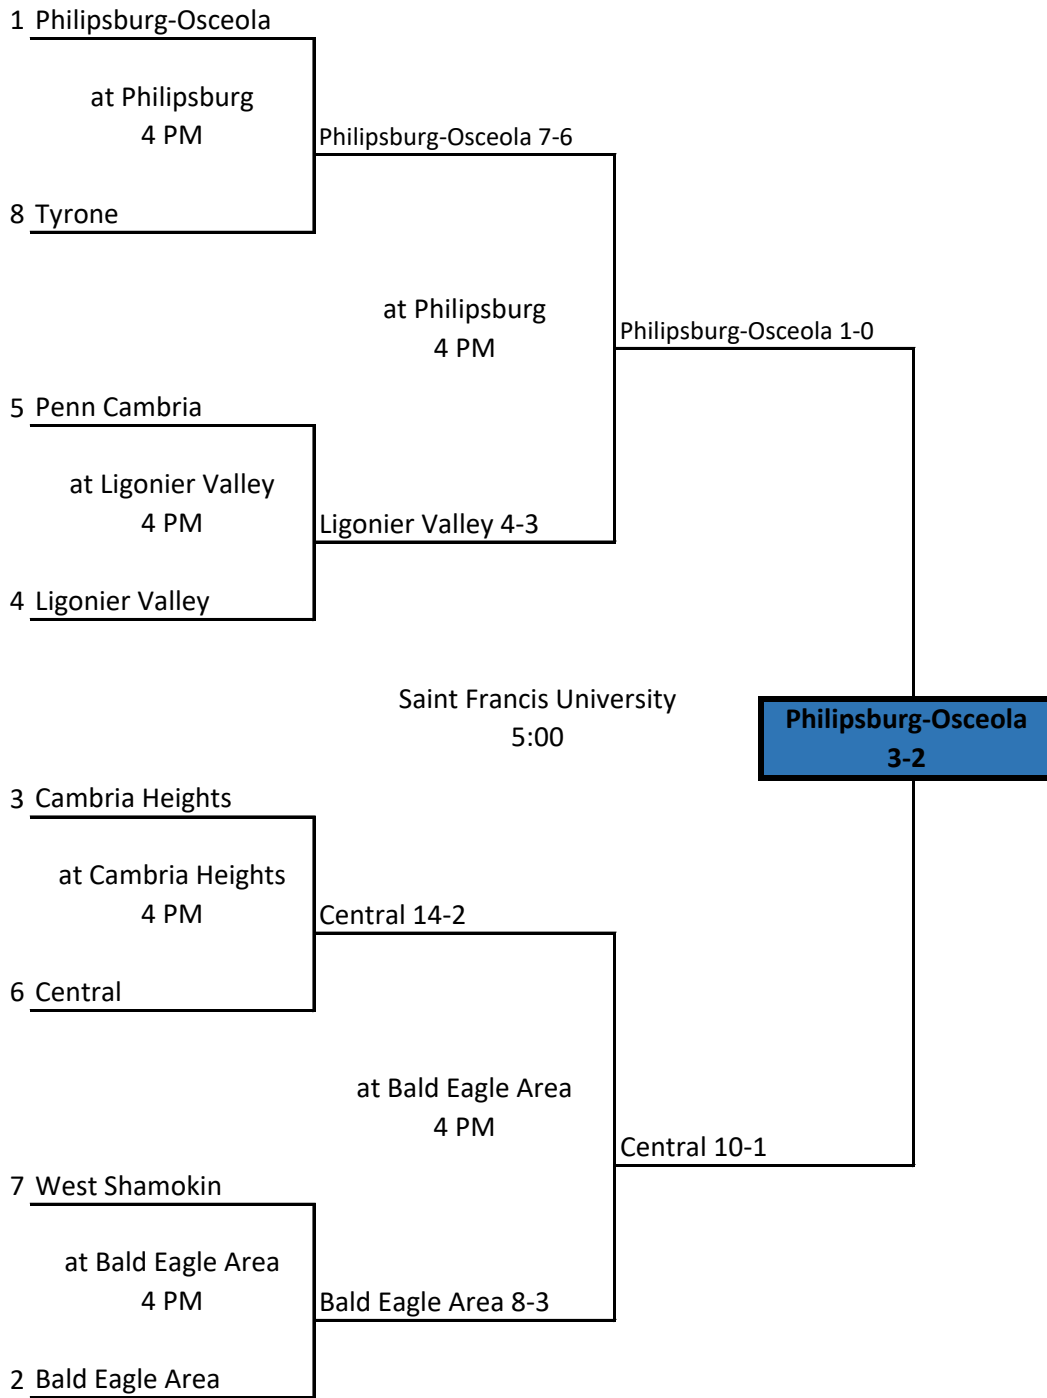 1 Philipsburg-Osceola
at Philipsburg
4 PM
Philipsburg-Osceola 7-6
8 Tyrone
at Philipsburg
4 PM
Philipsburg-Osceola 1-0
5 Penn Cambria
at Ligonier Valley
4 PM
Ligonier Valley 4-3
4 Ligonier Valley
Saint Francis University
5:00
Philipsburg-Osceola
3-2
3 Cambria Heights
at Cambria Heights
4 PM
Central 14-2
6 Central
at Bald Eagle Area
4 PM
Central 10-1
7 West Shamokin
at Bald Eagle Area
4 PM
Bald Eagle Area 8-3
2 Bald Eagle Area